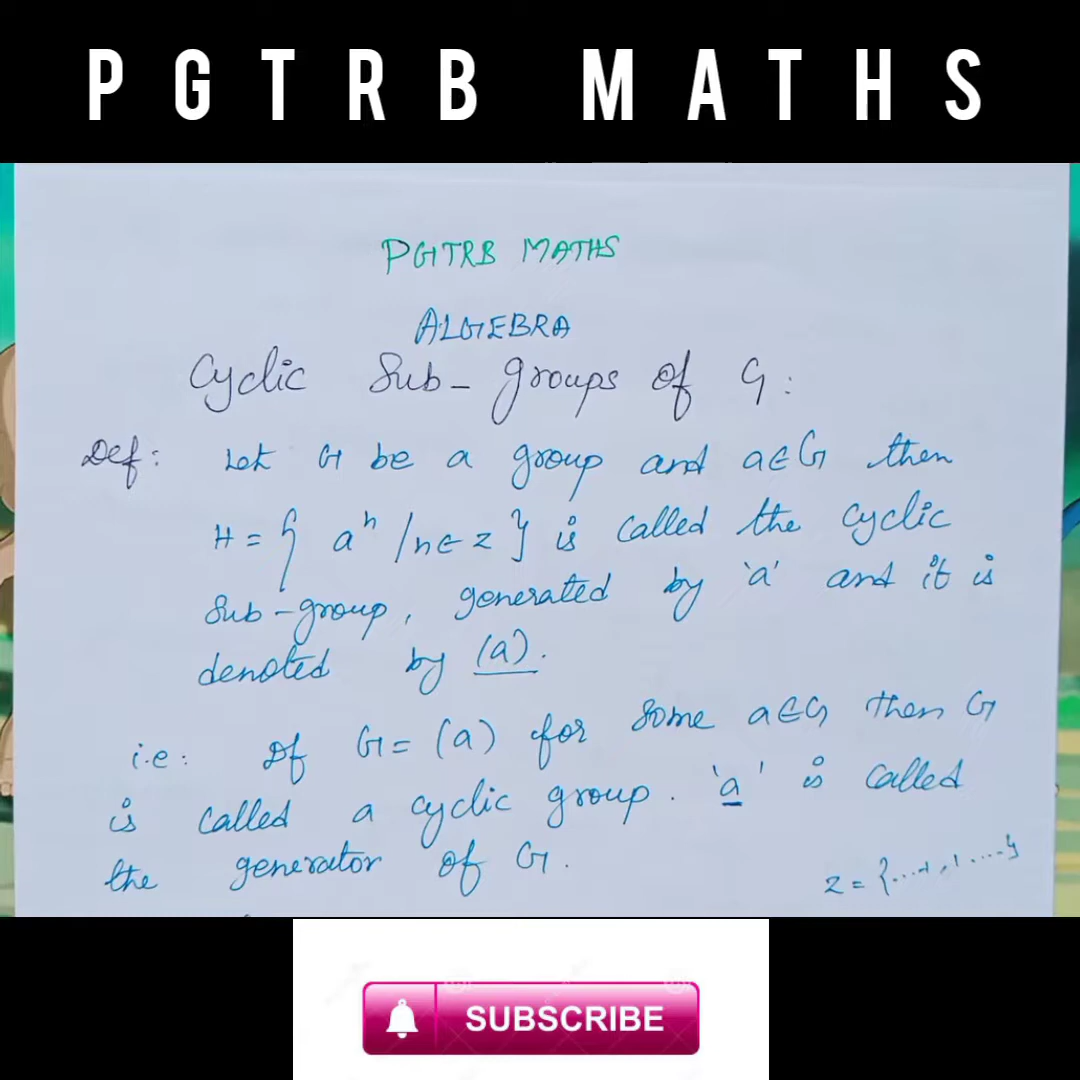 PGTRB MATHS
PGTRB MATHS
ALGEBRA
Cyclic Sub-groups of G:
Def: Let G be a group and a∈G then
H = { aⁿ /n∈ z } is called the cyclic
Sub-group, generated by 'a' and it is
denoted by (a).
i.e: If G = (a) for some a∈G then G
is called a cyclic group. 'a' is called
the generator of G.
z = {...-1, 1 ....}
SUBSCRIBE